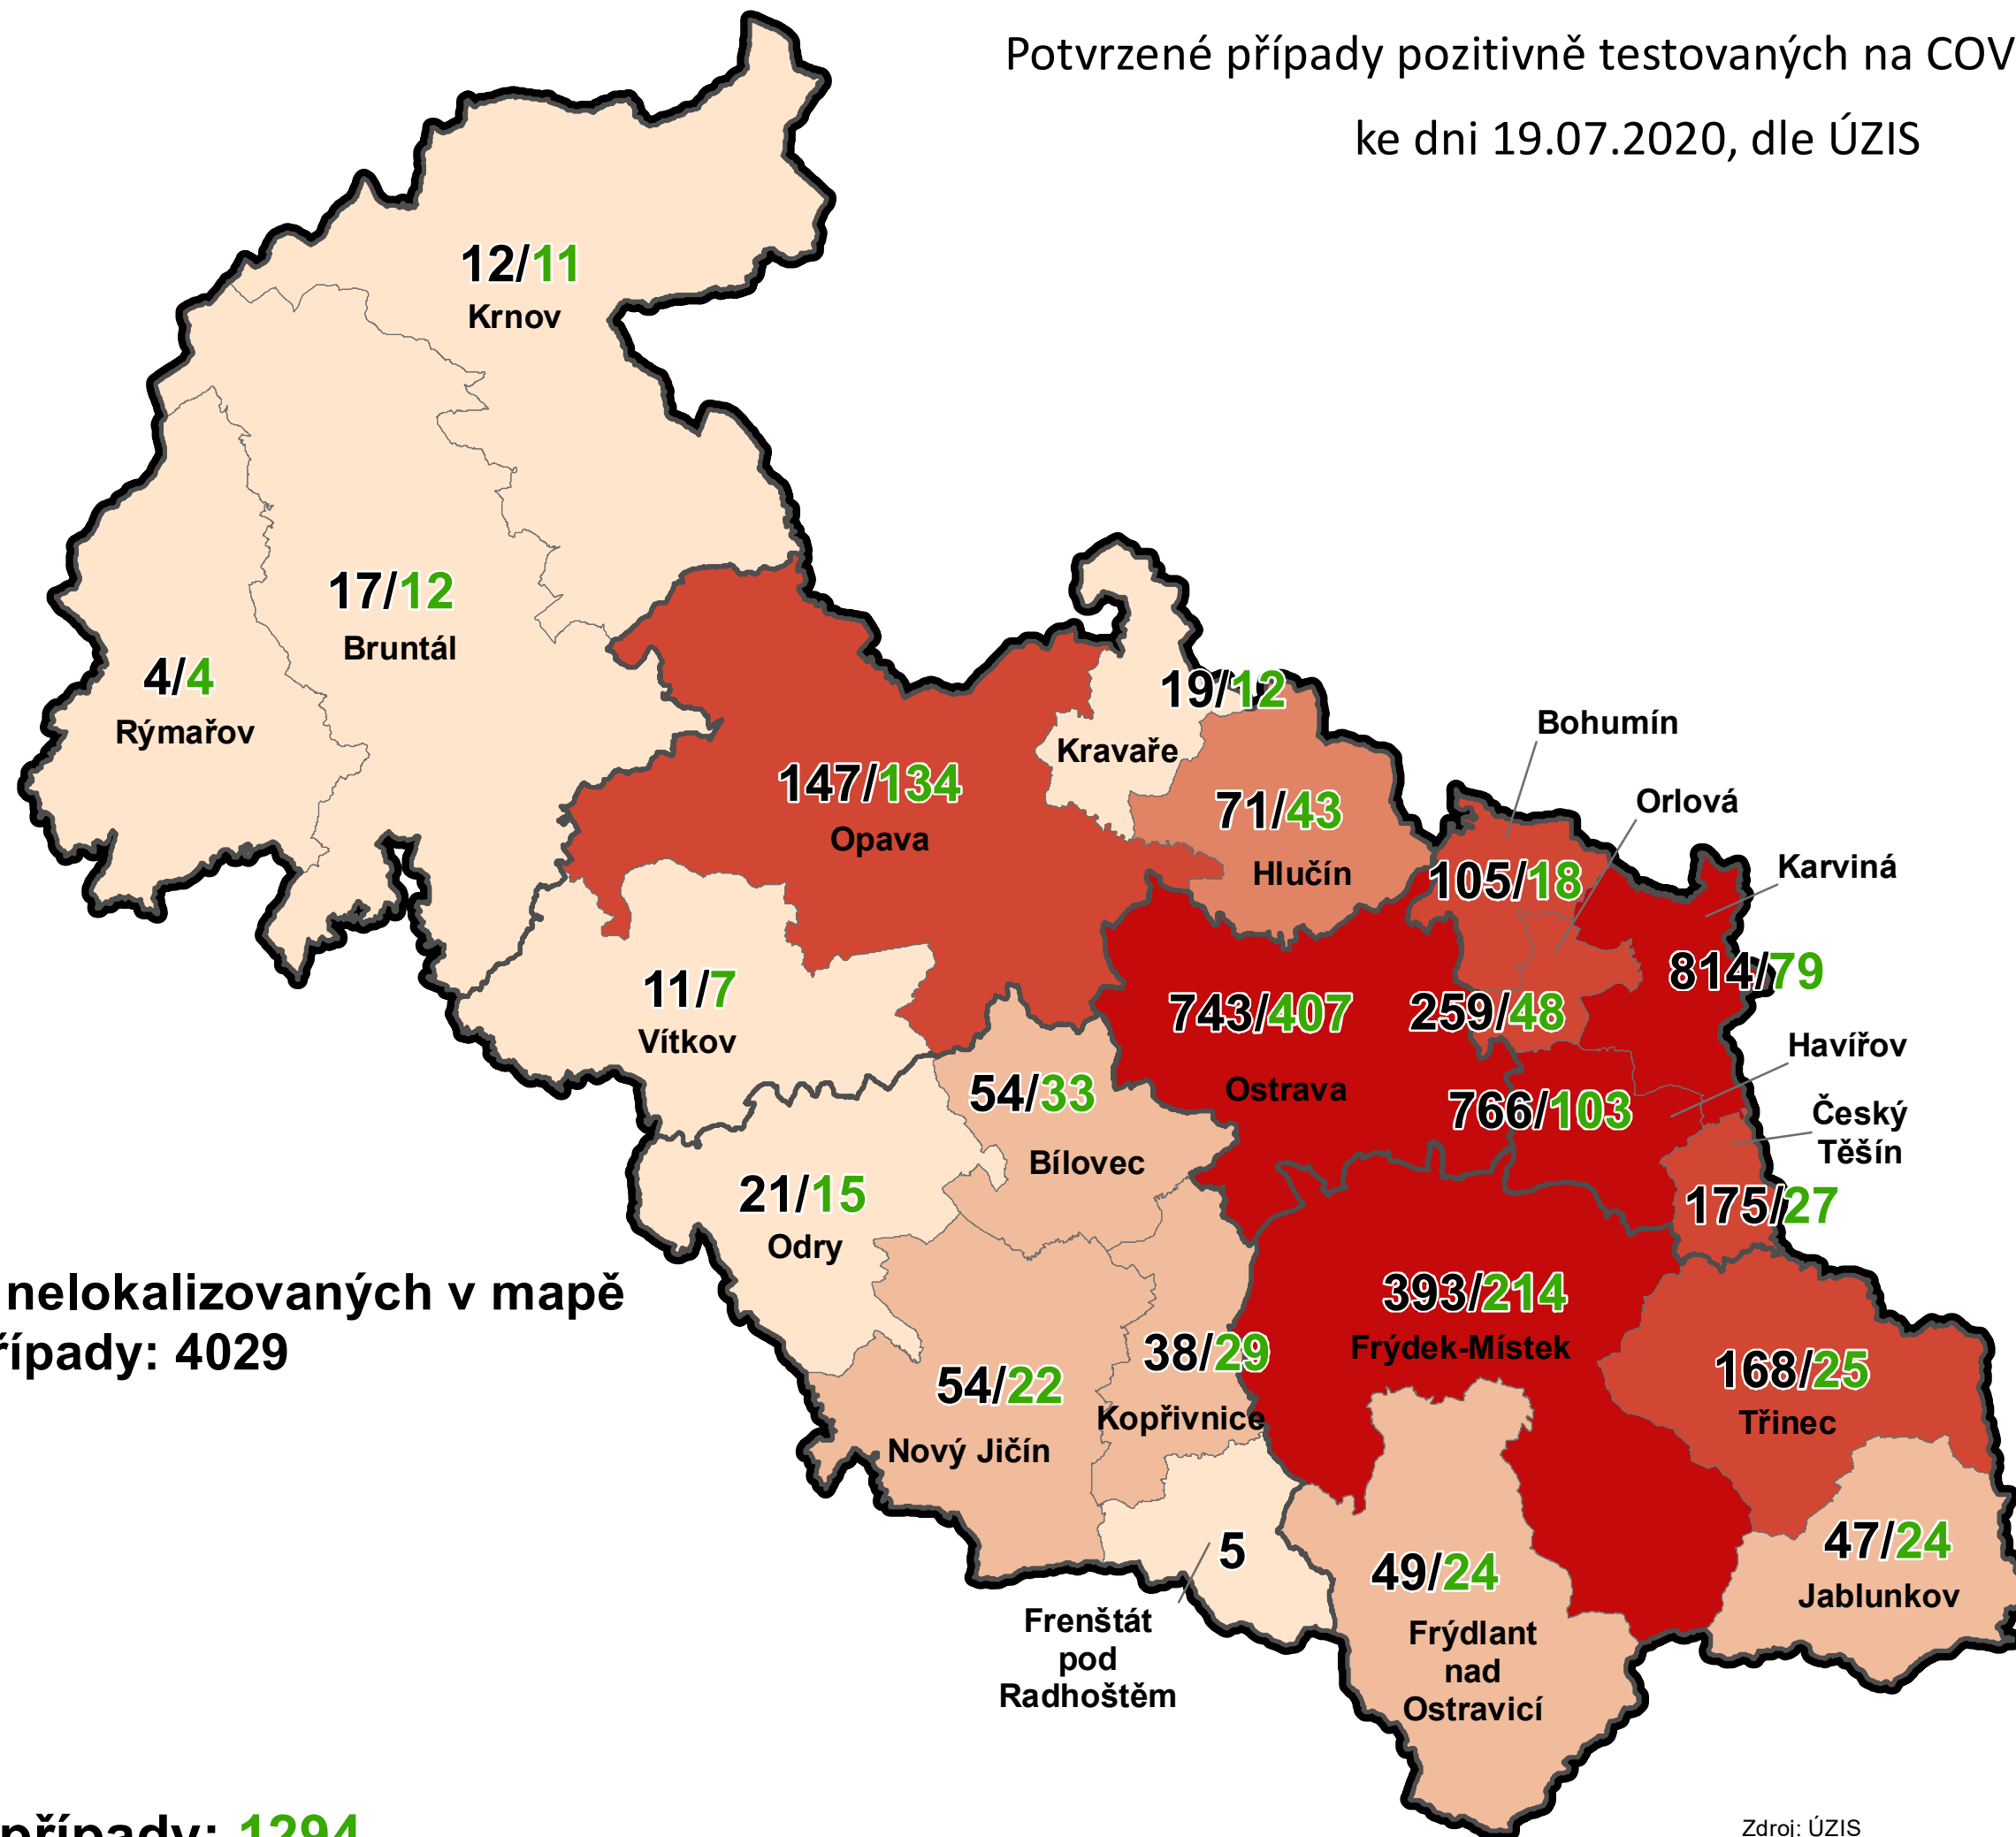 Potvrzené případy pozitivně testovaných na COV
ke dni 19.07.2020, dle ÚZIS
12/11
Krnov
17/12
Bruntál
4/4
Rýmařov
19/12
Kravaře
147/134
Opava
71/43
Hlučín
Bohumín
105/18
Orlová
Karviná
814/79
11/7
Vítkov
743/407
Ostrava
259/48
Havířov
766/103
Český
Těšín
175/27
54/33
Bílovec
21/15
Odry
nelokalizovaných v mapě
řípady: 4029
393/214
Frýdek-Místek
38/29
Kopřivnice
54/22
Nový Jičín
168/25
Třinec
5
Frenštát
pod
Radhoštěm
49/24
Frýdlant
nad
Ostravicí
47/24
Jablunkov
případy: 1294
Zdroj: ÚZIS